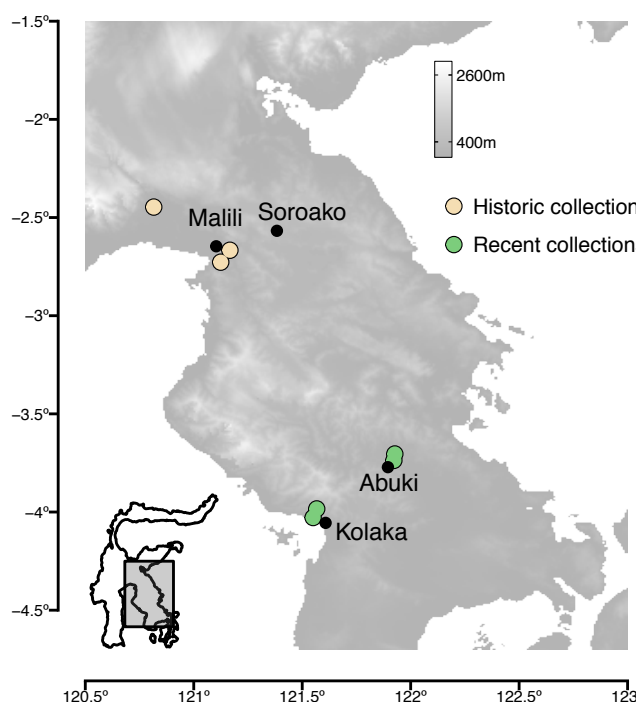 −1.5º
−2º
−2.5º
−3º
−3.5º
−4º
−4.5º
2600m
400m
Historic collection
Recent collection
Malili
Soroako
Abuki
Kolaka
120.5º
121º
121.5º
122º
122.5º
123